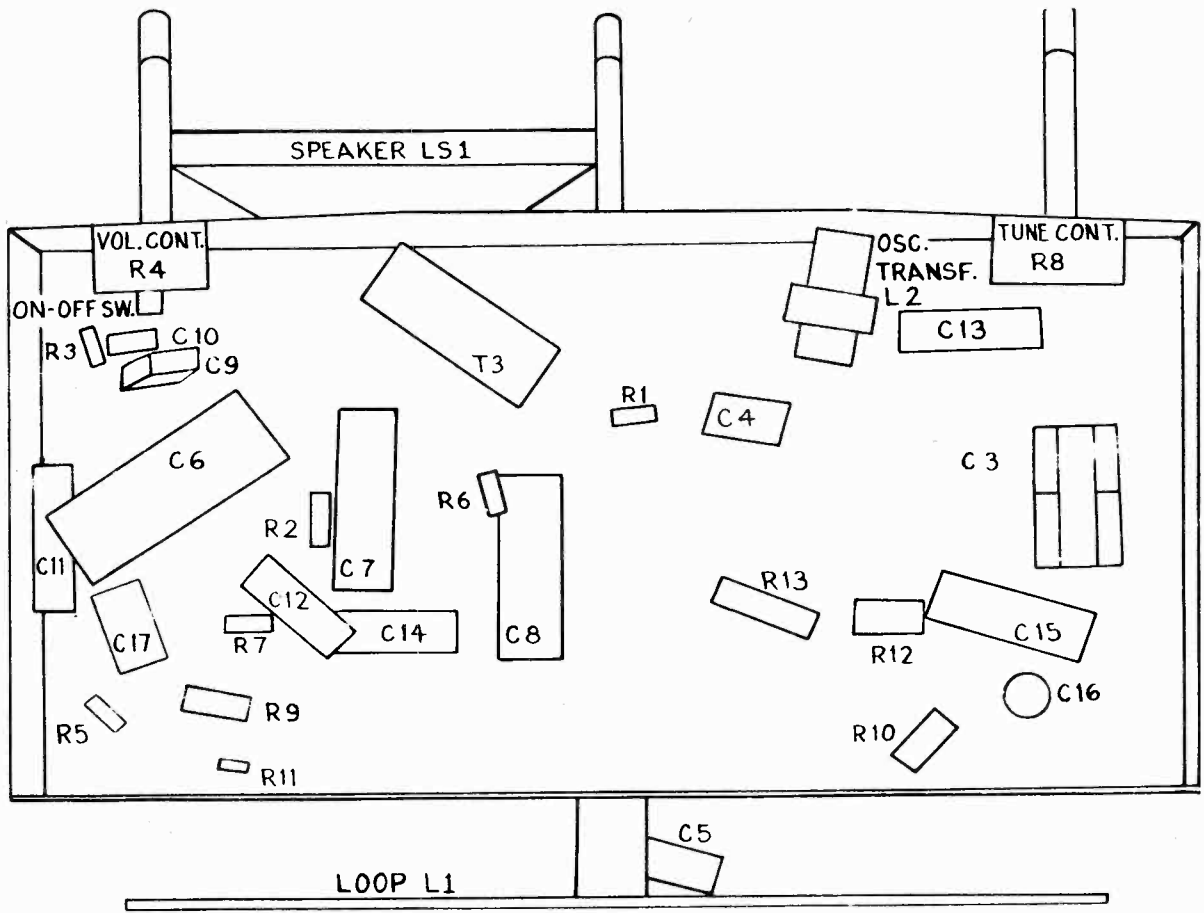 SPEAKER LS1
VOL. CONT.
R4
TUNE CONT.
R8
OSC.
TRANSF.
L2
ON-OFF SW.
C13
R3
C10
C9
T3
R1
C4
C6
C3
R6
R2
C11
C7
R13
C12
C17
R7
C14
C8
R12
C15
C16
R5
R9
R10
R11
C5
LOOP L1